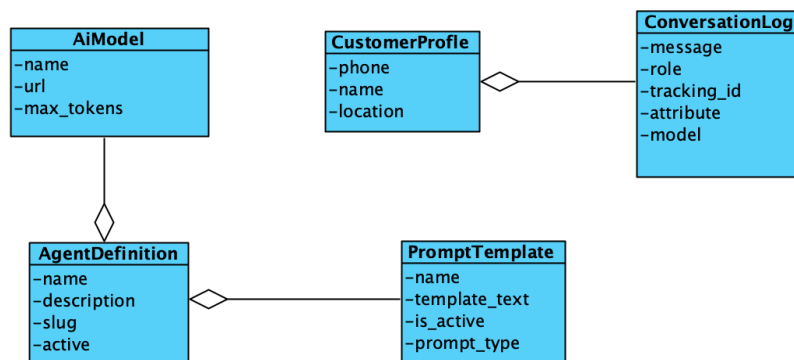 AiModel
-name
-url
-max_tokens
CustomerProfle
-phone
-name
-location
ConversationLog
-message
-role
-tracking_id
-attribute
-model
AgentDefinition
-name
-description
-slug
-active
PromptTemplate
-name
-template_text
-is_active
-prompt_type